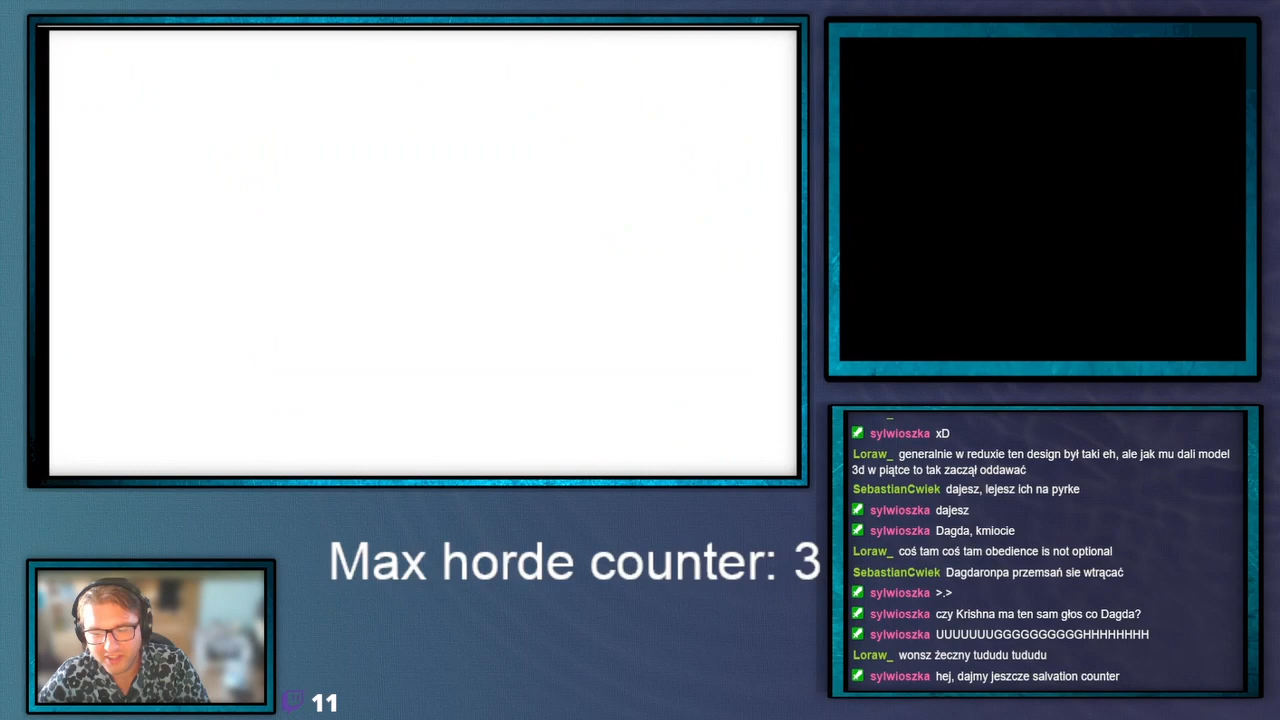 sylwioszka xD
Loraw_ generalnie w reduxie ten design był taki eh, ale jak mu dali model
3d w piątce to tak zaczął oddawać
SebastianCwiek dajesz, lejesz ich na pyrke
sylwioszka dajesz
sylwioszka Dagda, kmiocie
Loraw_ coś tam coś tam obedience is not optional
SebastianCwiek Dagdaronpa przemsań sie wtrącać
sylwioszka >.>
sylwioszka czy Krishna ma ten sam głos co Dagda?
sylwioszka UUUUUUUGGGGGGGGGGHHHHHHHH
Loraw_ wonsz żeczny tududu tududu
sylwioszka hej, dajmy jeszcze salvation counter
Max horde counter: 3
11